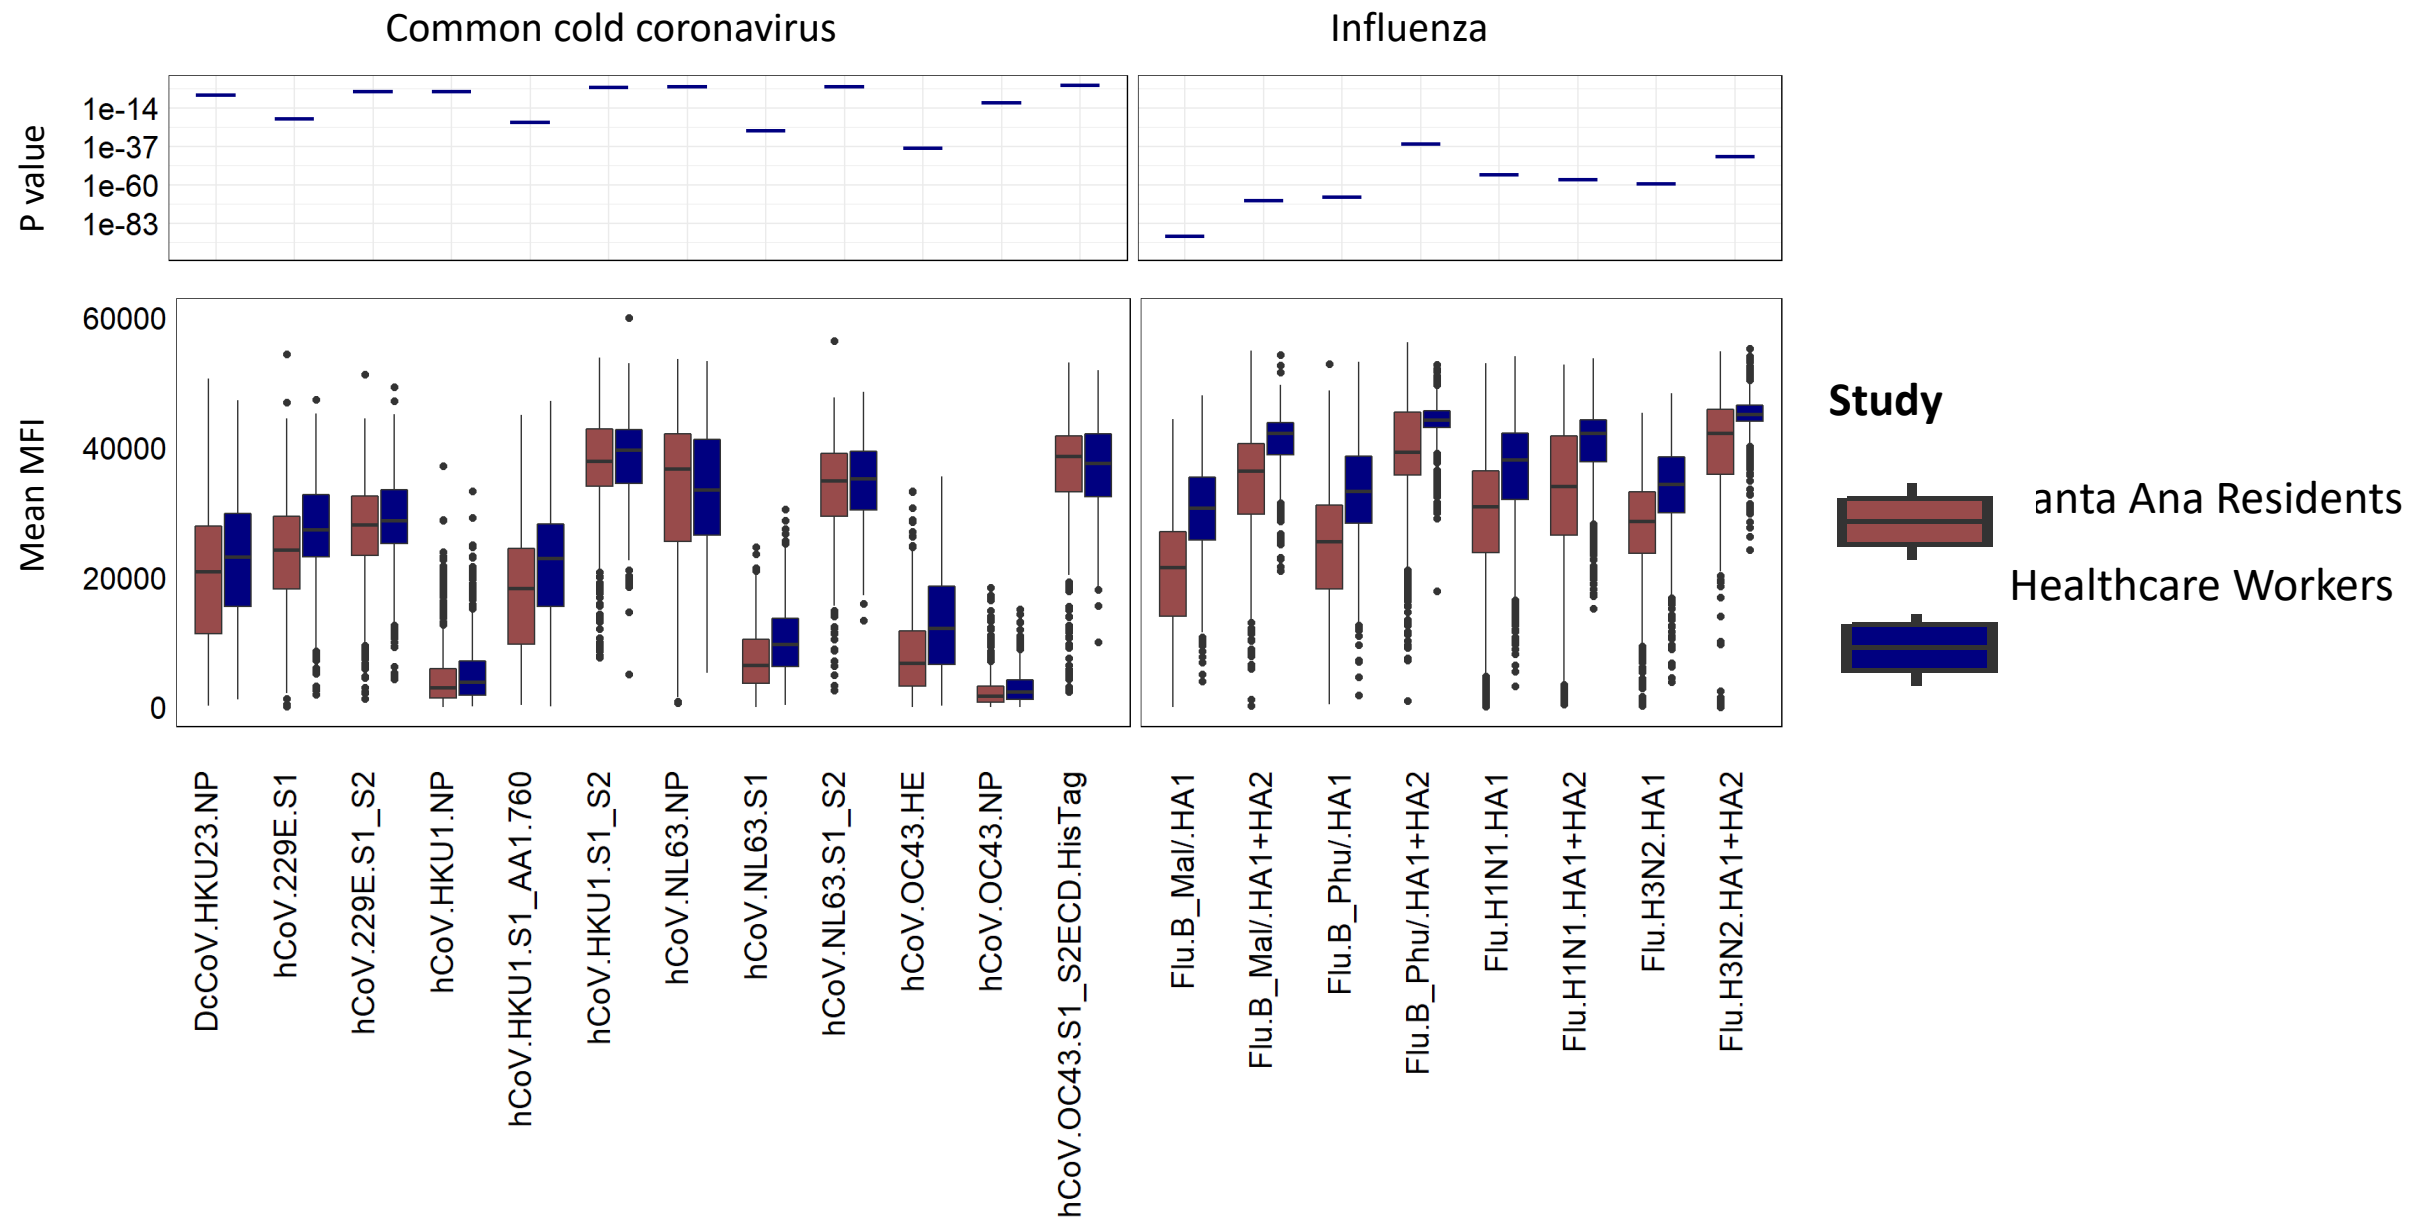 Common cold coronavirus
Influenza
P value
1e-14
1e-37
1e-60
1e-83
Mean MFI
60000
40000
20000
0
DcCoV.HKU23.NP
hCoV.229E.S1
hCoV.229E.S1_S2
hCoV.HKU1.NP
hCoV.HKU1.S1_AA1.760
hCoV.HKU1.S1_S2
hCoV.NL63.NP
hCoV.NL63.S1
hCoV.NL63.S1_S2
hCoV.OC43.HE
hCoV.OC43.NP
hCoV.OC43.S1_S2ECD.HisTag
Flu.B_Mal/.HA1
Flu.B_Mal/.HA1+HA2
Flu.B_Phu/.HA1
Flu.B_Phu/.HA1+HA2
Flu.H1N1.HA1
Flu.H1N1.HA1+HA2
Flu.H3N2.HA1
Flu.H3N2.HA1+HA2
Study
anta Ana Residents
Healthcare Workers